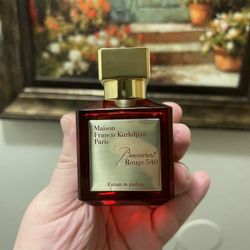 Maison
Francis Kurkdjian
Paris
Baccarat
Rouge 540
Extrait de parfum